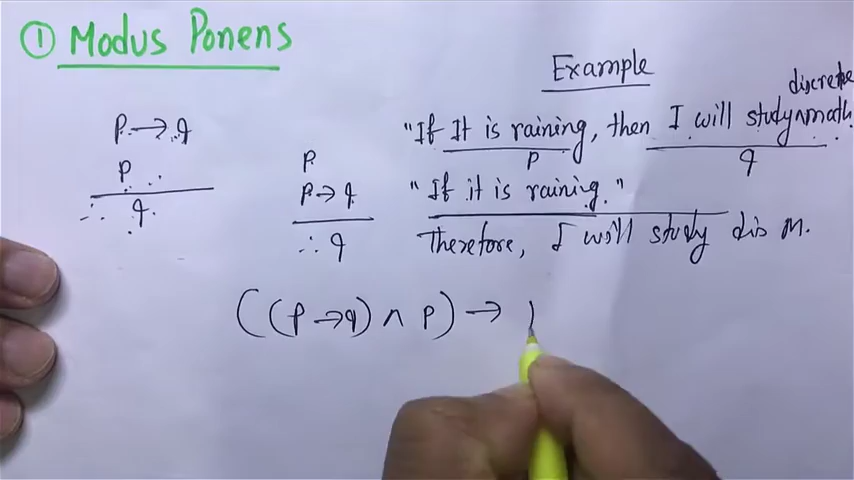 ① Modus Ponens
p → q
p
∴ q
p
p → q
∴ q
Example
discrete
"If It is raining, then I will study ∧ math.
p
q
"If it is raining."
Therefore, I will study dis M.
((p → q) ∧ p) →